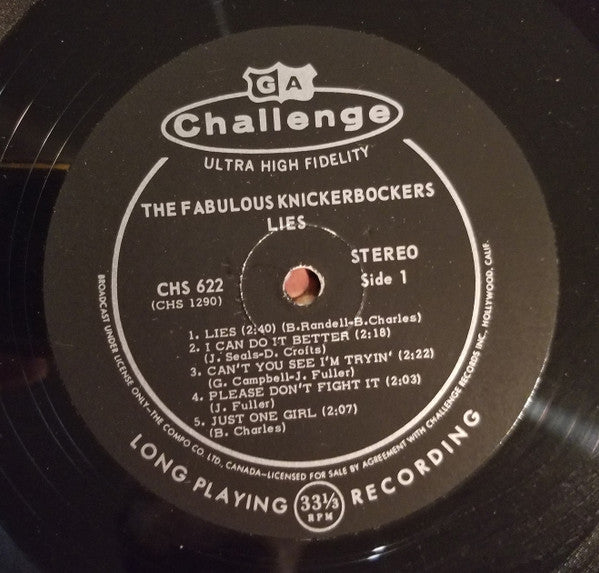 GA
Challenge
ULTRA HIGH FIDELITY
THE FABULOUS KNICKERBOCKERS
LIES
STEREO
CHS 622
Side 1
(CHS 1290)
1. LIES (2:40) (B.Randell-B.Charles)
2. I CAN DO IT BETTER (2:18)
(J. Seals-D. Crofts)
3. CAN'T YOU SEE I'M TRYIN' (2:22)
(G. Campbell-J. Fuller)
4. PLEASE DON'T FIGHT IT (2:03)
(J. Fuller)
5. JUST ONE GIRL (2:07)
(B. Charles)
BROADCAST UNDER LICENSE ONLY-THE COMPO CO. LTD., CANADA-LICENSED FOR SALE BY AGREEMENT WITH CHALLENGE RECORDS INC. HOLLYWOOD, CALIF.
LONG PLAYING 33⅓ RPM RECORDING